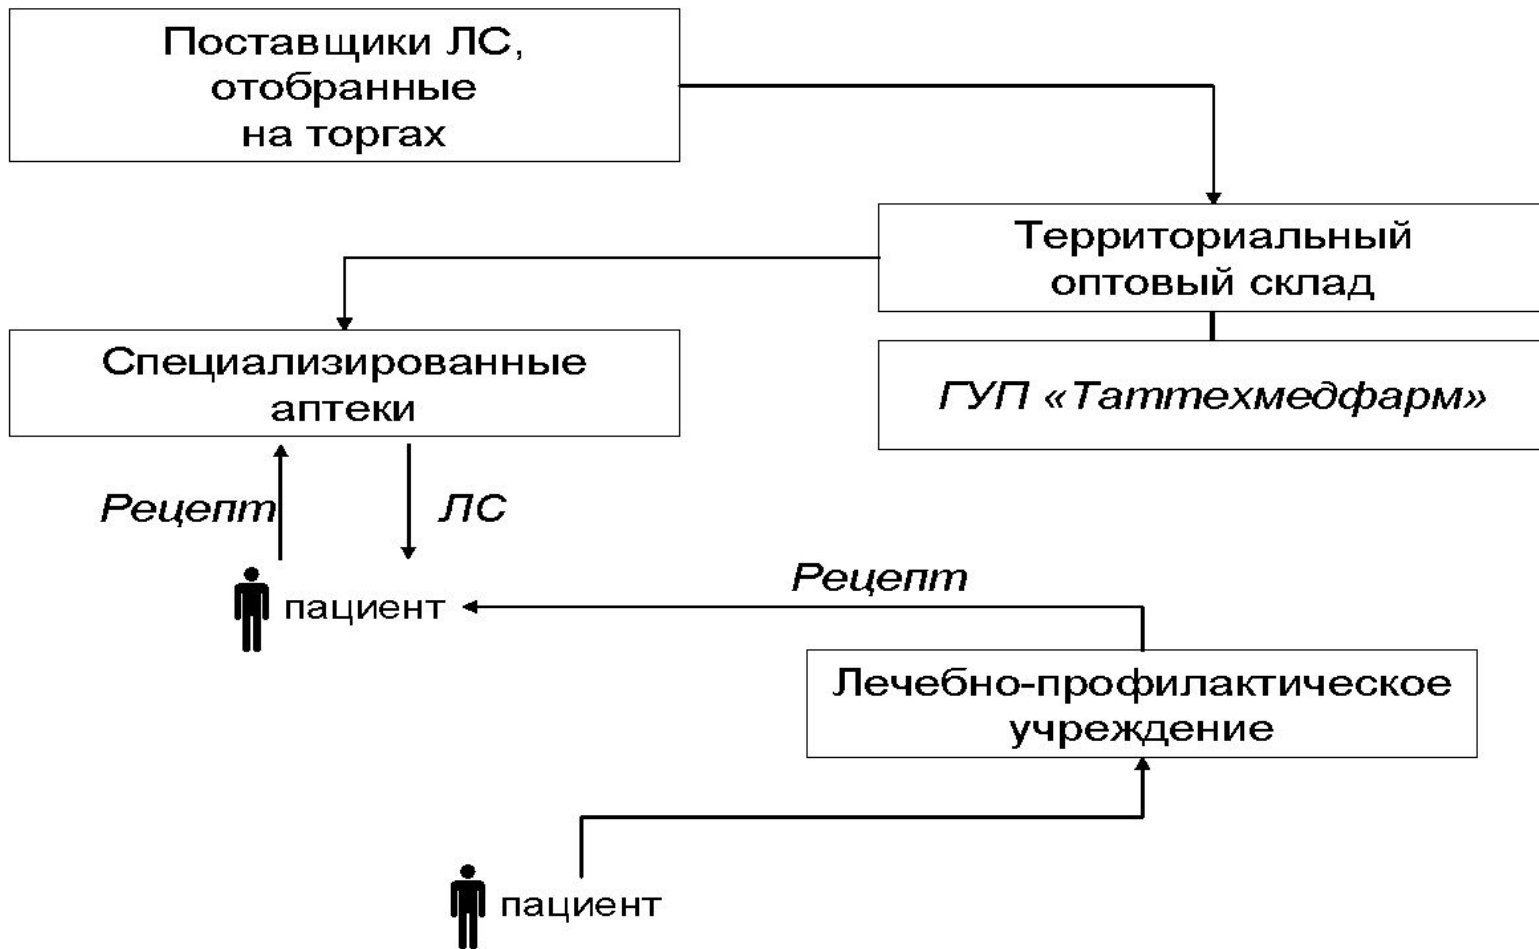 Поставщики ЛС,
отобранные
на торгах
Территориальный
оптовый склад
Специализированные
аптеки
ГУП «Таттехмедфарм»
Рецепт
ЛС
Рецепт
пациент
Лечебно-профилактическое
учреждение
пациент